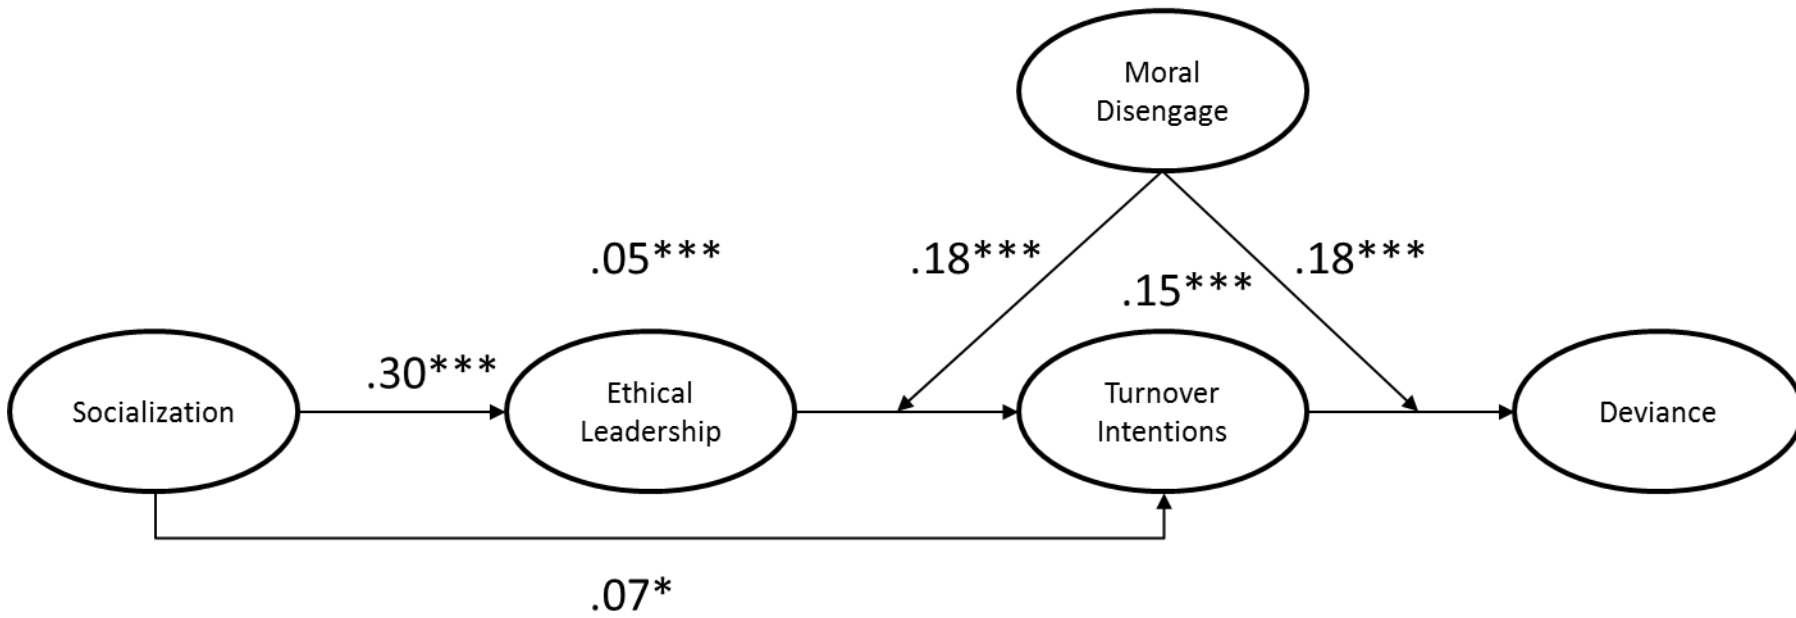 Moral
Disengage
.05***
.18***
.18***
.15***
.30***
Socialization
Ethical
Leadership
Turnover
Intentions
Deviance
.07*